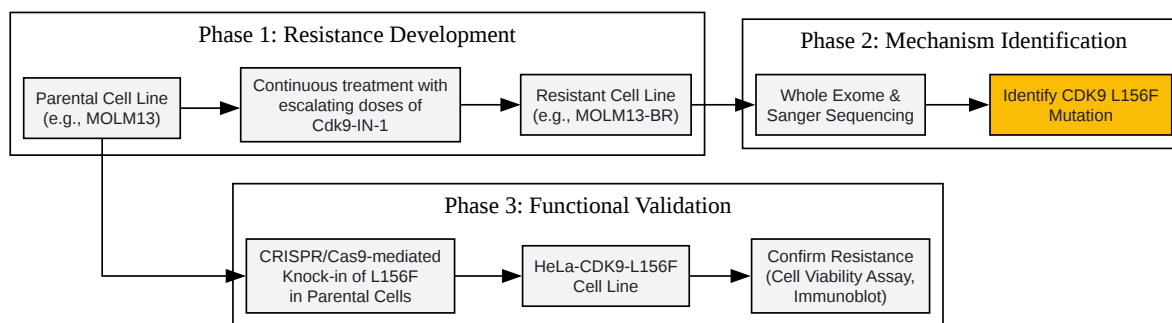 Phase 1: Resistance Development
Parental Cell Line
(e.g., MOLM13)
Continuous treatment with
escalating doses of
Cdk9-IN-1
Resistant Cell Line
(e.g., MOLM13-BR)
Phase 2: Mechanism Identification
Whole Exome &
Sanger Sequencing
Identify CDK9 L156F
Mutation
Phase 3: Functional Validation
CRISPR/Cas9-mediated
Knock-in of L156F
in Parental Cells
HeLa-CDK9-L156F
Cell Line
Confirm Resistance
(Cell Viability Assay,
Immunoblot)